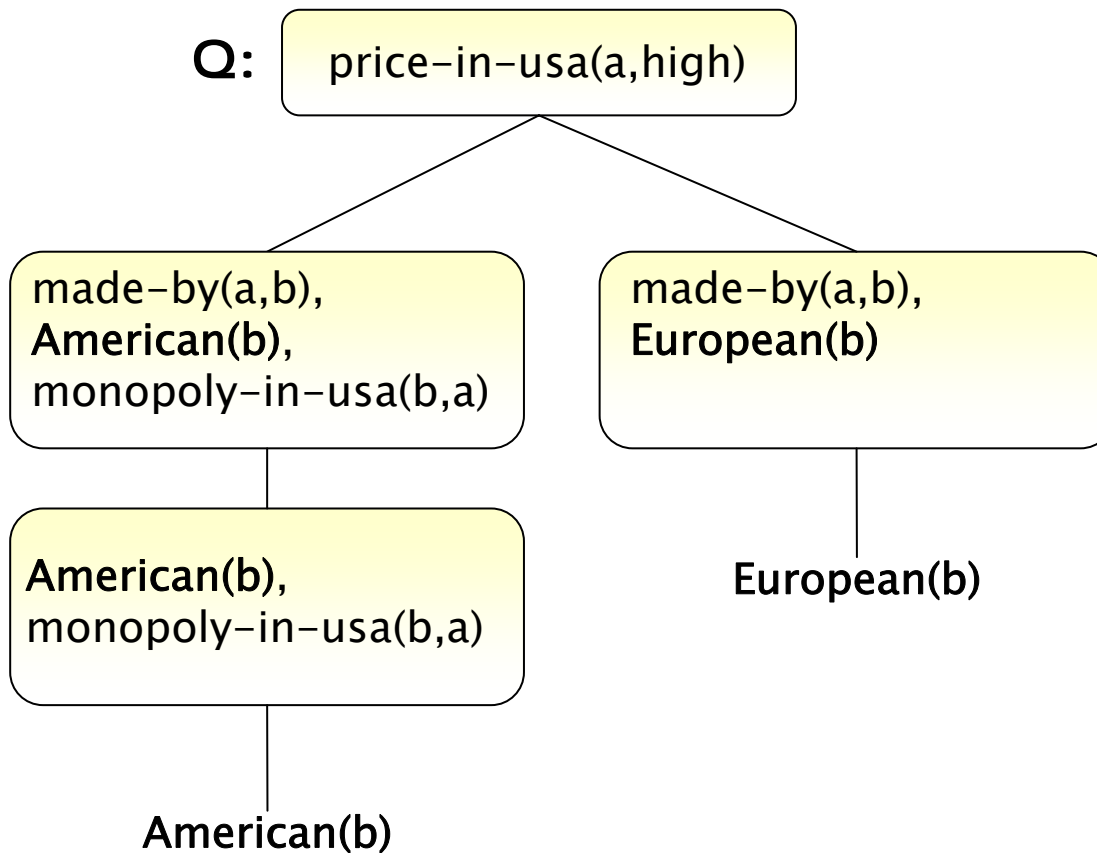 Q: price-in-usa(a,high)
made-by(a,b),
American(b),
monopoly-in-usa(b,a)
made-by(a,b),
European(b)
American(b),
monopoly-in-usa(b,a)
European(b)
American(b)